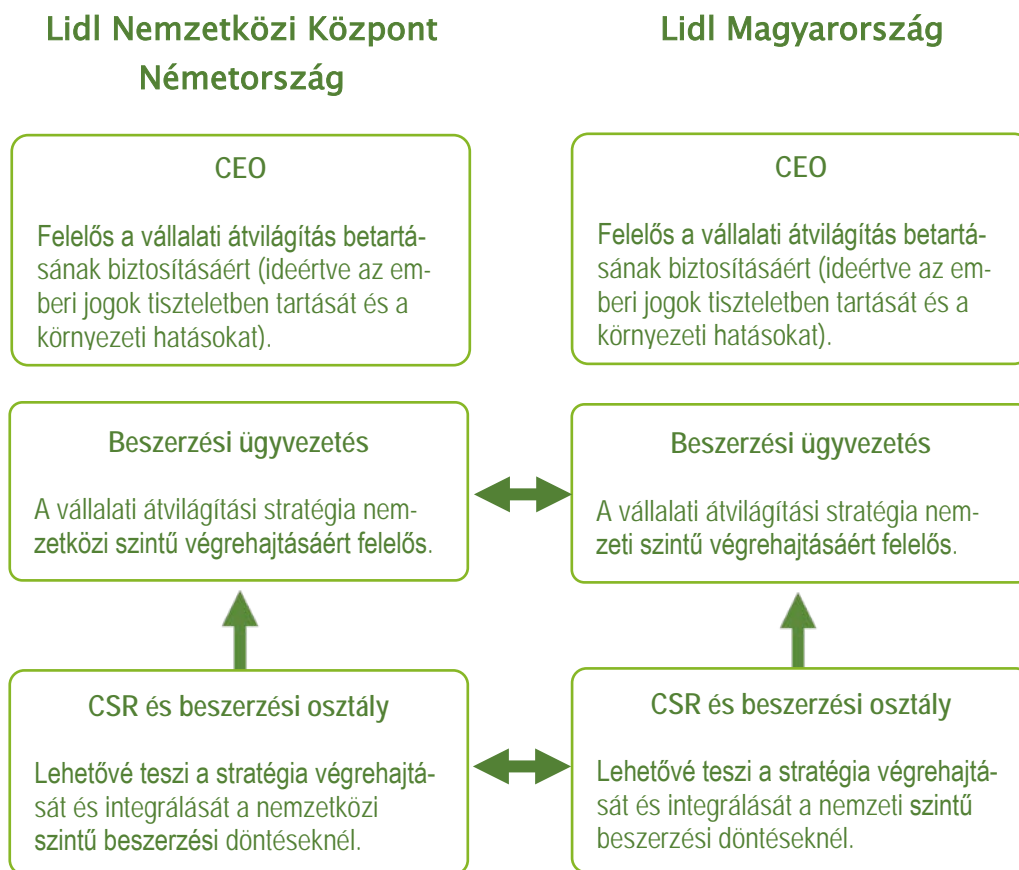 Lidl Nemzetközi Központ
Németország
Lidl Magyarország
CEO
Felelős a vállalati átvilágítás betartá-
sának biztosításáért (ideértve az em-
beri jogok tiszteletben tartását és a
környezeti hatásokat).
CEO
Felelős a vállalati átvilágítás betartá-
sának biztosításáért (ideértve az em-
beri jogok tiszteletben tartását és a
környezeti hatásokat).
Beszerzési ügyvezetés
A vállalati átvilágítási stratégia nem-
zetközi szintű végrehajtásáért felelős.
Beszerzési ügyvezetés
A vállalati átvilágítási stratégia nem-
zeti szintű végrehajtásáért felelős.
CSR és beszerzési osztály
Lehetővé teszi a stratégia végrehajtá-
sát és integrálását a nemzetközi
szintű beszerzési döntéseknél.
CSR és beszerzési osztály
Lehetővé teszi a stratégia végrehajtá-
sát és integrálását a nemzeti szintű
beszerzési döntéseknél.